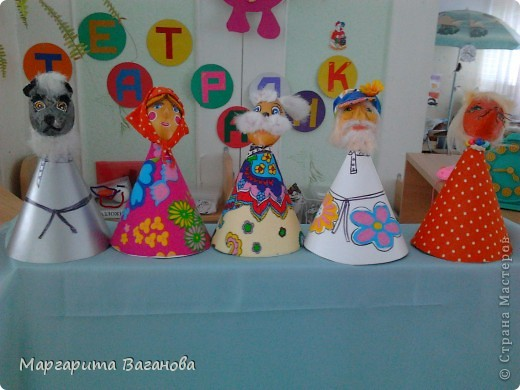 Т Е Т
А Р К
А
Маргарита Ваганова
© Страна Мастеров